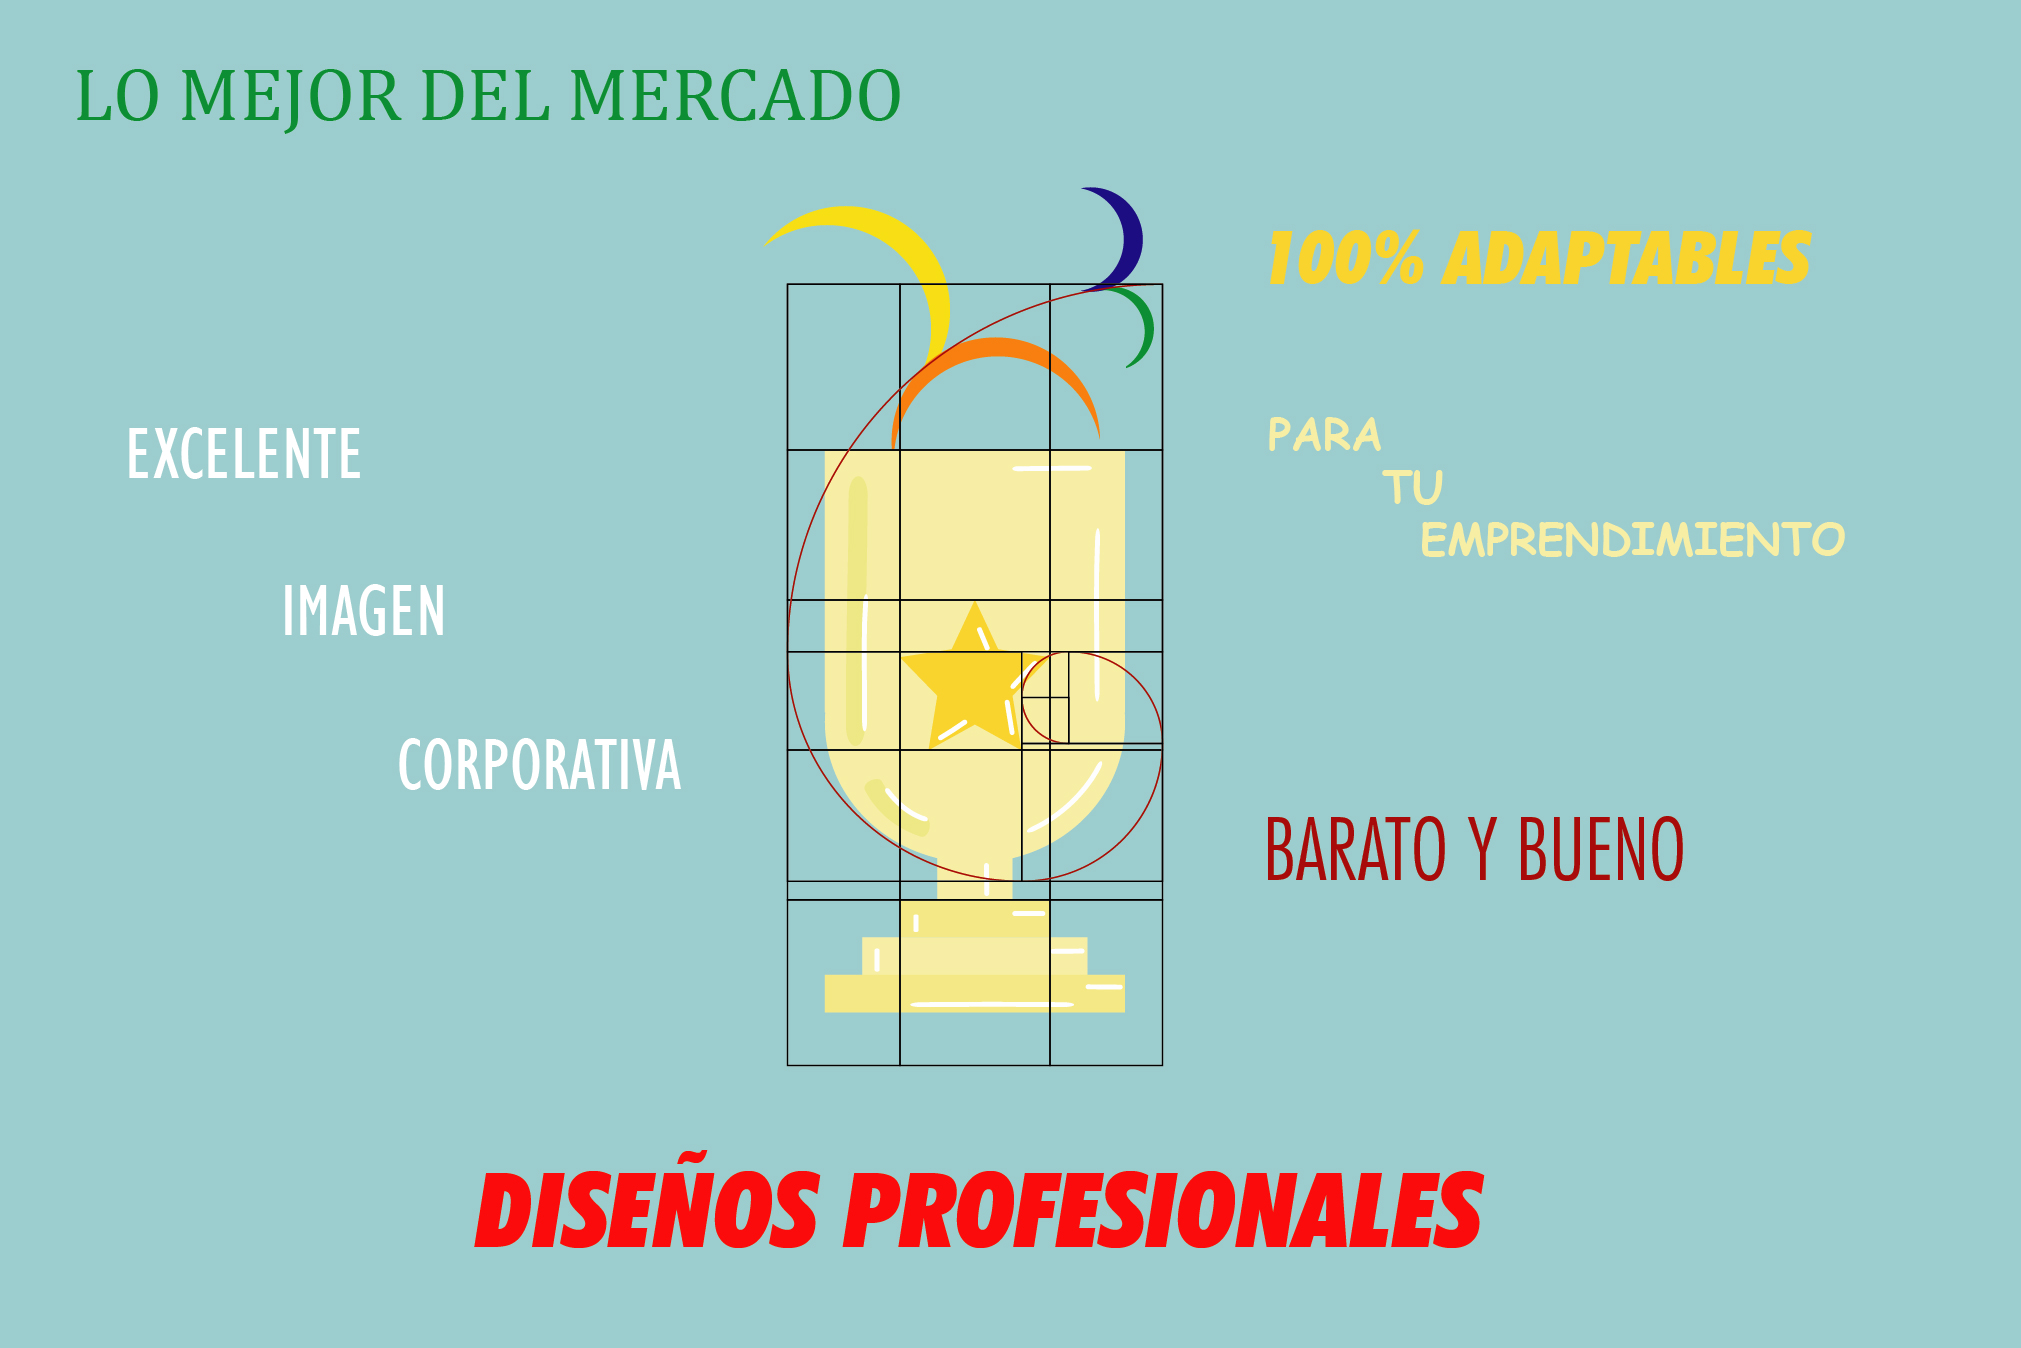 LO MEJOR DEL MERCADO
100% ADAPTABLES
EXCELENTE
IMAGEN
CORPORATIVA
PARA
TU
EMPRENDIMIENTO
BARATO Y BUENO
DISEÑOS PROFESIONALES